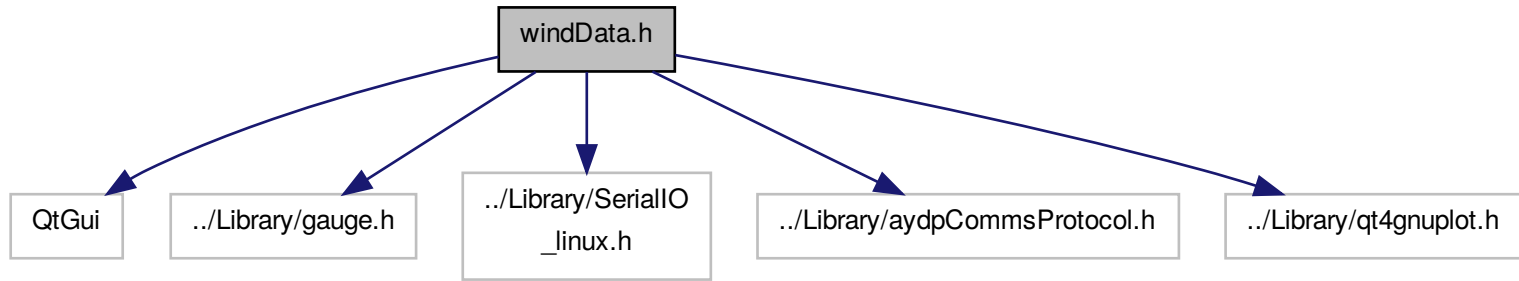 windData.h
QtGui
../Library/gauge.h
../Library/SerialIO
_linux.h
../Library/aydpCommsProtocol.h
../Library/qt4gnuplot.h